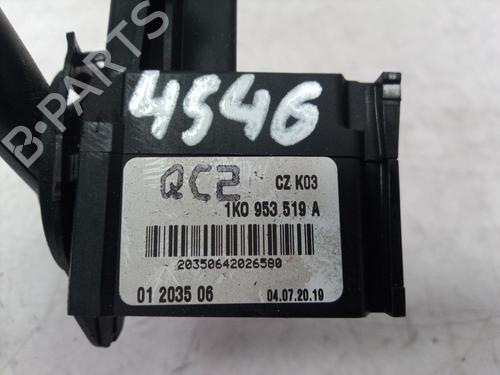 B-PARTS
4546
QC2
CZ K03
1K0 953 519 A
20350642026580
01 2035 06
04.07.20.19